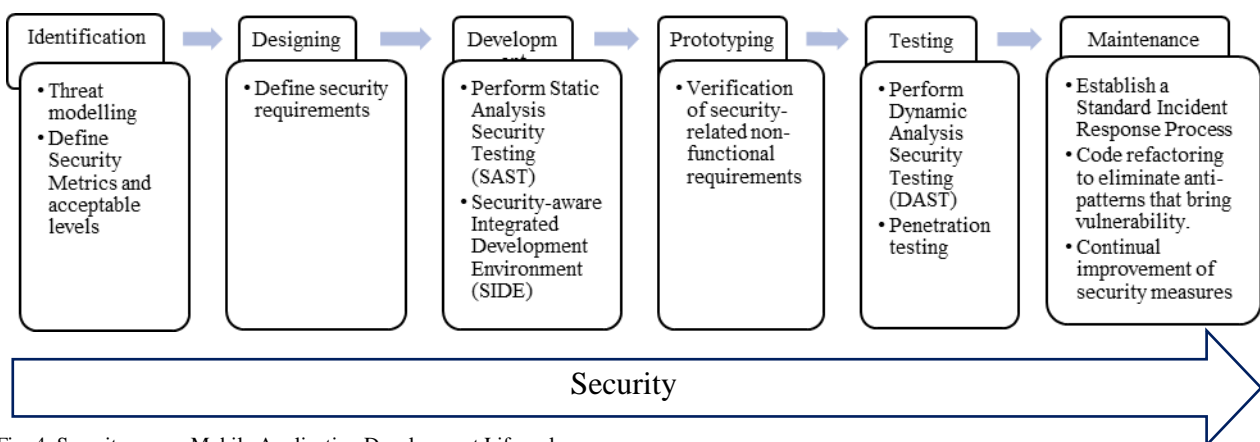 Identification
Designing
Developm
Prototyping
Testing
Maintenance
• Threat
modelling
• Define
Security
Metrics and
acceptable
levels
• Define security
requirements
• Perform Static
Analysis
Security
Testing
(SAST)
• Security-aware
Integrated
Development
Environment
(SIDE)
• Verification
of security-
related non-
functional
requirements
• Perform
Dynamic
Analysis
Security
Testing
(DAST)
• Penetration
testing
• Establish a
Standard Incident
Response Process
• Code refactoring
to eliminate anti-
patterns that bring
vulnerability.
• Continual
improvement of
security measures
Security